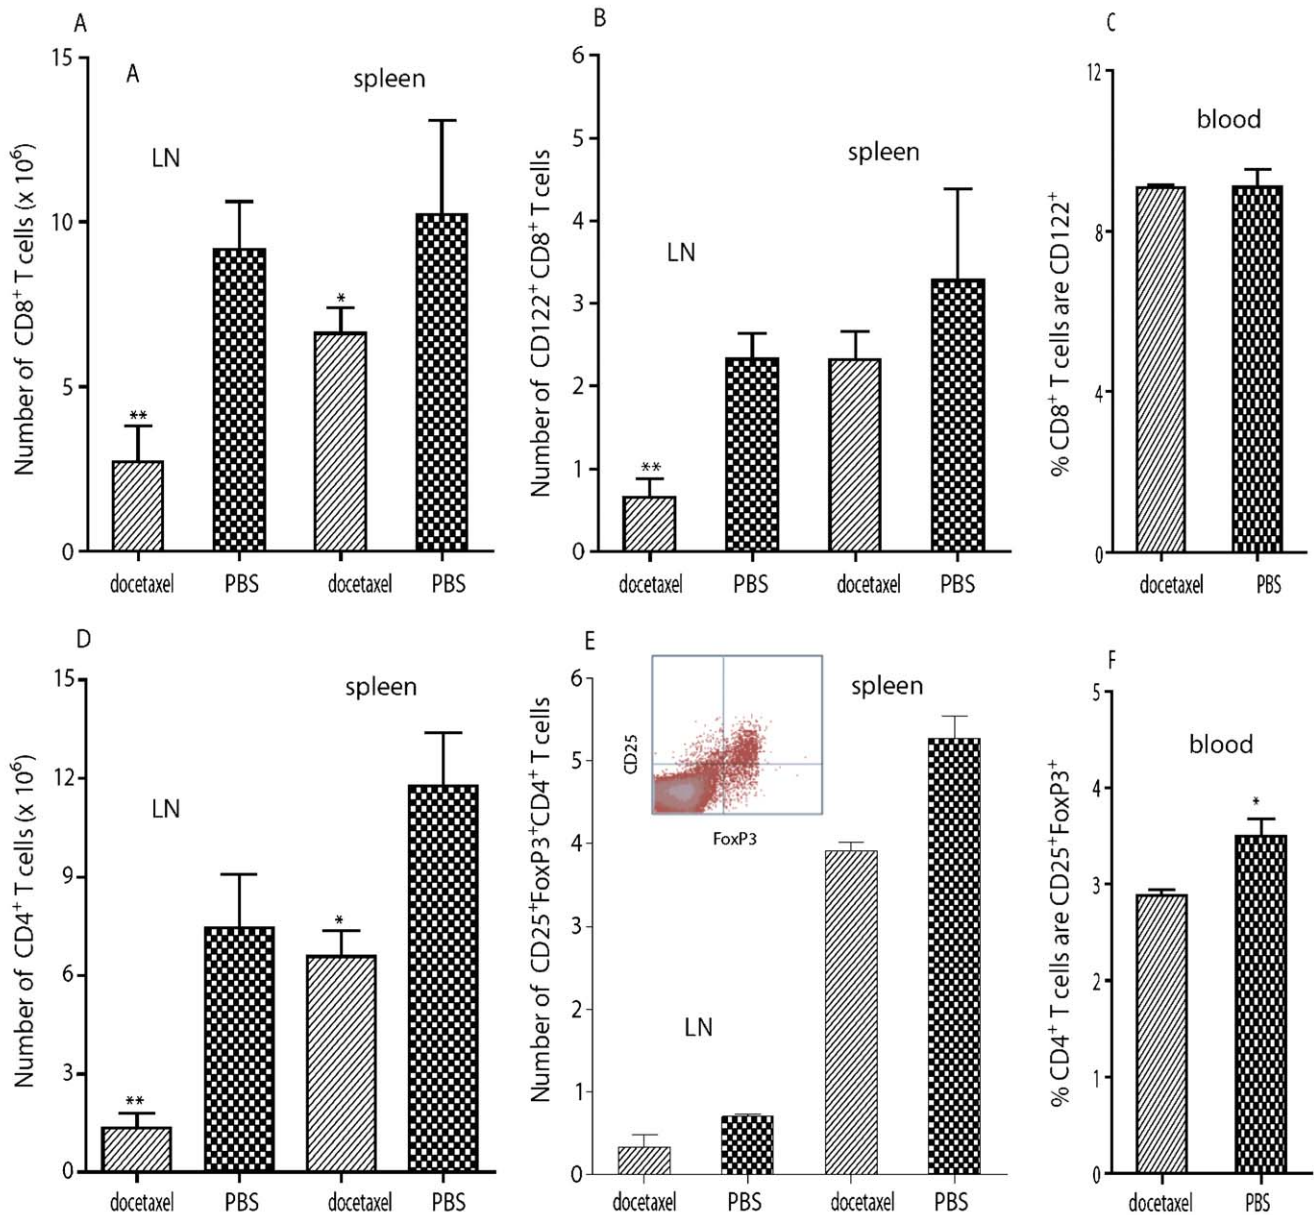 A
15
10
5
0
Number of CD8⁺ T cells (x 10⁶)
A
LN
spleen
**
*
docetaxel PBS docetaxel PBS
B
6
5
4
3
2
1
0
Number of CD122⁺ CD8⁺ T cells
LN
spleen
**
docetaxel PBS docetaxel PBS
C
12
8
4
0
% CD8⁺ T cells are CD122⁺
blood
docetaxel PBS
D
15
12
9
6
3
0
Number of CD4⁺ T cells (x 10⁶)
LN
spleen
**
*
docetaxel PBS docetaxel PBS
E
6
5
4
3
2
1
0
Number of CD25⁺FoxP3⁺CD4⁺ T cells
CD25
FoxP3
spleen
LN
docetaxel PBS docetaxel PBS
F
5
4
3
2
1
0
% CD4⁺ T cells are CD25⁺FoxP3⁺
blood
*
docetaxel PBS